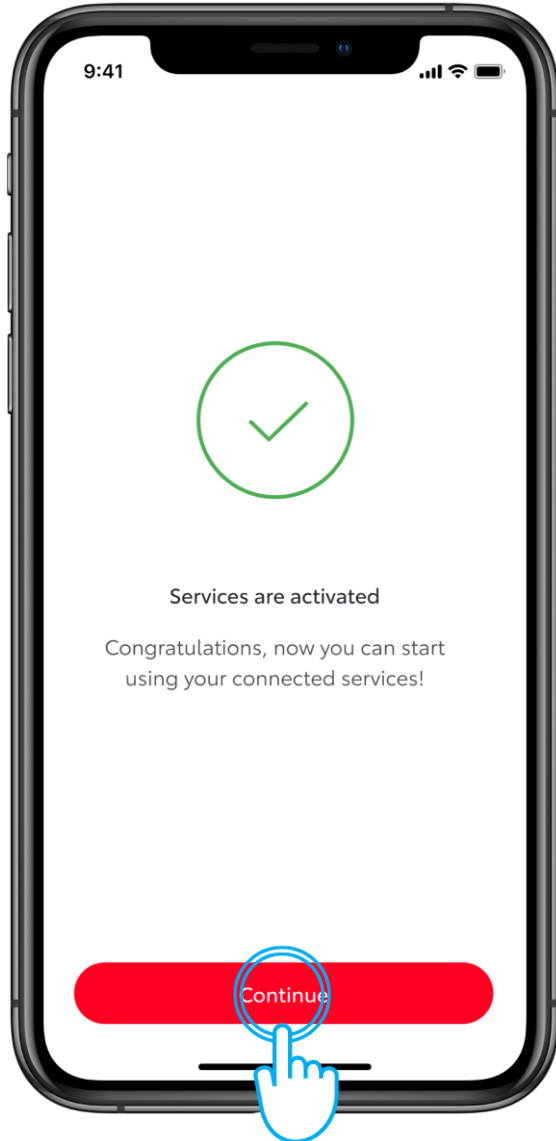 9:41
Services are activated
Congratulations, now you can start
using your connected services!
Continue